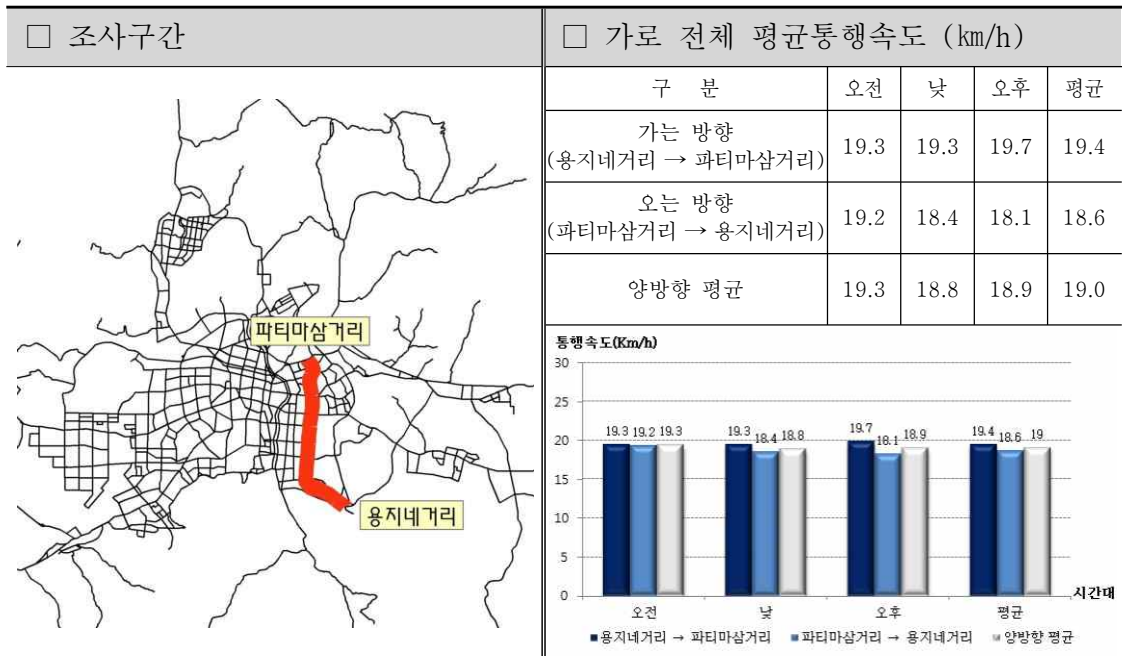 □ 조사구간
파티마삼거리
용지네거리
□ 가로 전체 평균통행속도 (㎞/h)
구 분 오전 낮 오후 평균
가는 방향
(용지네거리 → 파티마삼거리) 19.3 19.3 19.7 19.4
오는 방향
(파티마삼거리 → 용지네거리) 19.2 18.4 18.1 18.6
양방향 평균 19.3 18.8 18.9 19.0
통행속도(Km/h)
30
25
20
15
10
5
0
19.3 19.2 19.3 19.3 18.4 18.8 19.7 18.1 18.9 19.4 18.6 19
오전 낮 오후 평균
시간대
용지네거리 → 파티마삼거리 파티마삼거리 → 용지네거리 양방향 평균